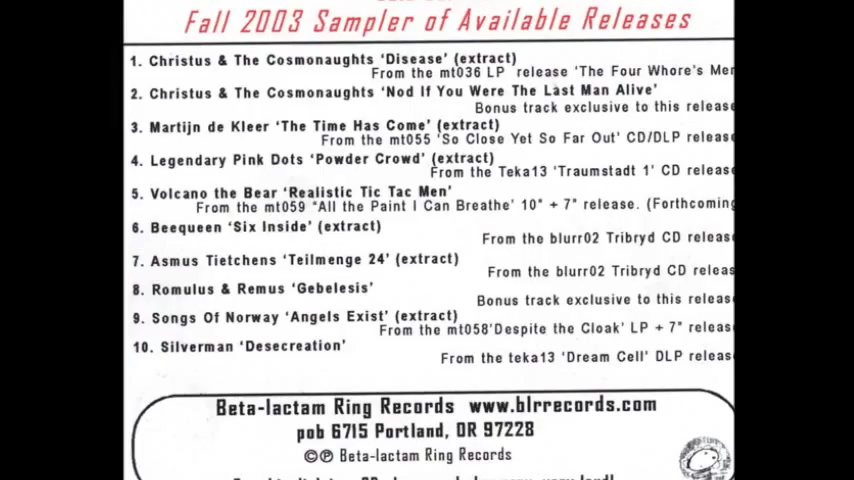 Fall 2003 Sampler of Available Releases
1. Christus & The Cosmonaughts 'Disease' (extract)
From the mt036 LP release 'The Four Whore's Mer
2. Christus & The Cosmonaughts 'Nod If You Were The Last Man Alive'
Bonus track exclusive to this release
3. Martijn de Kleer 'The Time Has Come' (extract)
From the mt055 'So Close Yet So Far Out' CD/DLP release
4. Legendary Pink Dots 'Powder Crowd' (extract)
From the Teka13 'Traumstadt 1' CD release
5. Volcano the Bear 'Realistic Tic Tac Men'
From the mt059 "All the Paint I Can Breathe' 10" + 7" release. (Forthcoming
6. Beequeen 'Six Inside' (extract)
From the blurr02 Tribryd CD releas
7. Asmus Tietchens 'Teilmenge 24' (extract)
From the blurr02 Tribryd CD releas
8. Romulus & Remus 'Gebelesis'
Bonus track exclusive to this releas
9. Songs Of Norway 'Angels Exist' (extract)
From the mt058'Despite the Cloak' LP + 7" releas
10. Silverman 'Desecreation'
From the teka13 'Dream Cell' DLP releas
Beta-lactam Ring Records www.blrrecords.com
pob 6715 Portland, OR 97228
©℗ Beta-lactam Ring Records